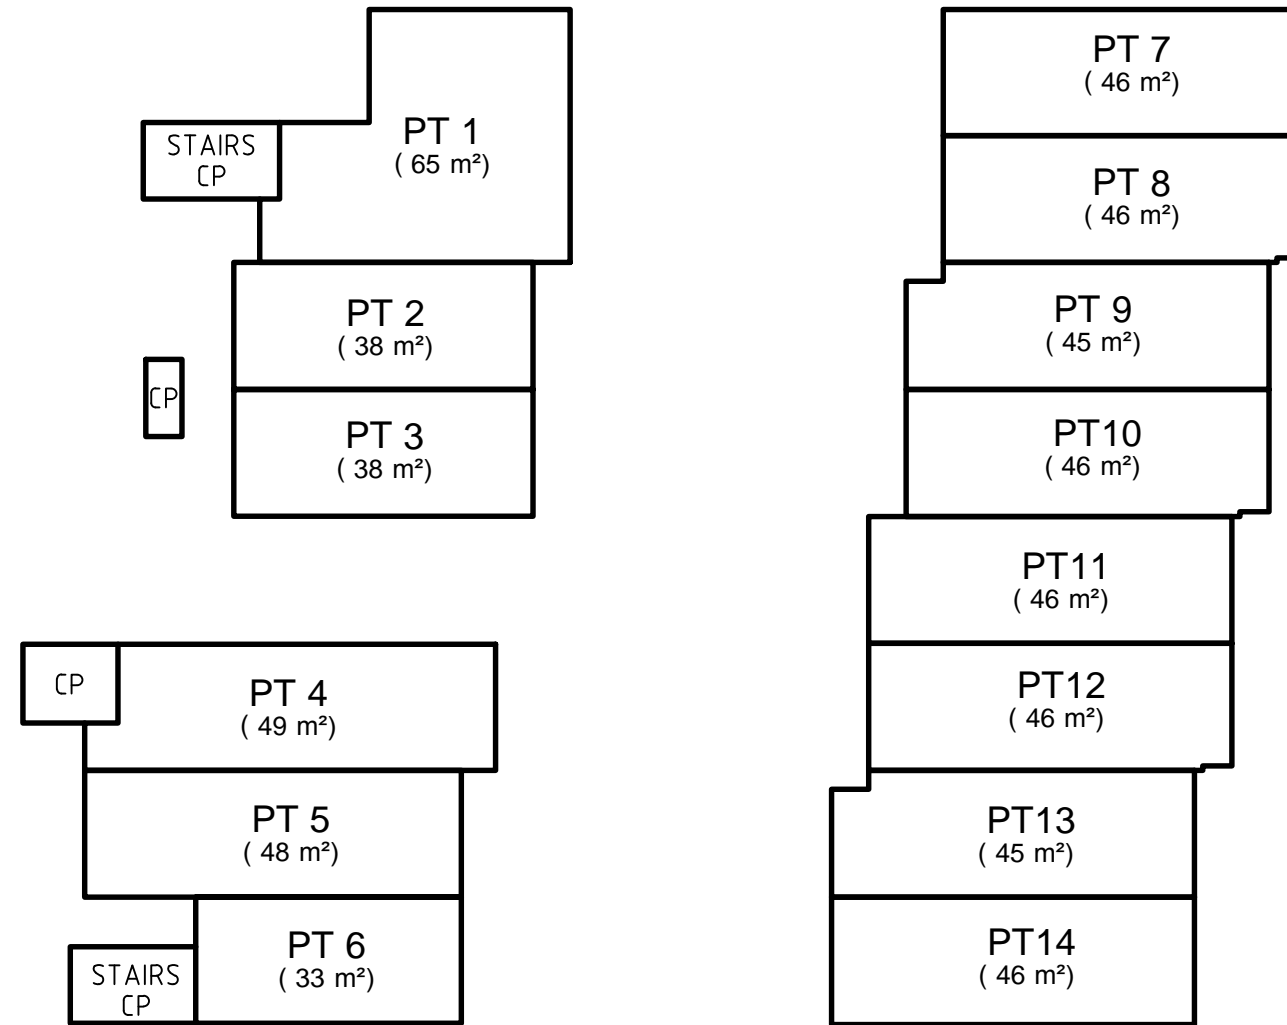 PT 1
( 65 m²)
STAIRS
CP
PT 2
( 38 m²)
CP
PT 3
( 38 m²)
CP
PT 4
( 49 m²)
PT 5
( 48 m²)
PT 6
( 33 m²)
STAIRS
CP
PT 7
( 46 m²)
PT 8
( 46 m²)
PT 9
( 45 m²)
PT10
( 46 m²)
PT11
( 46 m²)
PT12
( 46 m²)
PT13
( 45 m²)
PT14
( 46 m²)